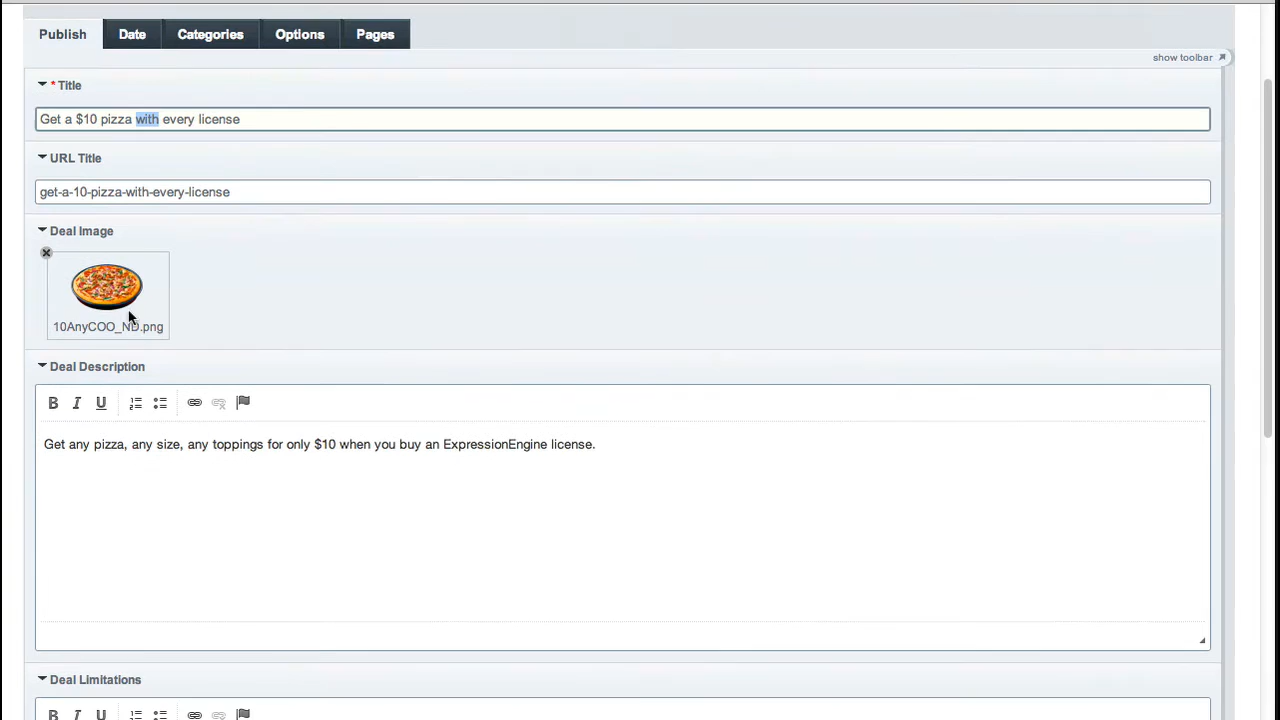 Publish Date Categories Options Pages
show toolbar
* Title
Get a $10 pizza with every license
URL Title
get-a-10-pizza-with-every-license
Deal Image
10AnyCOO_ND.png
Deal Description
B I U
Get any pizza, any size, any toppings for only $10 when you buy an ExpressionEngine license.
Deal Limitations
B I U